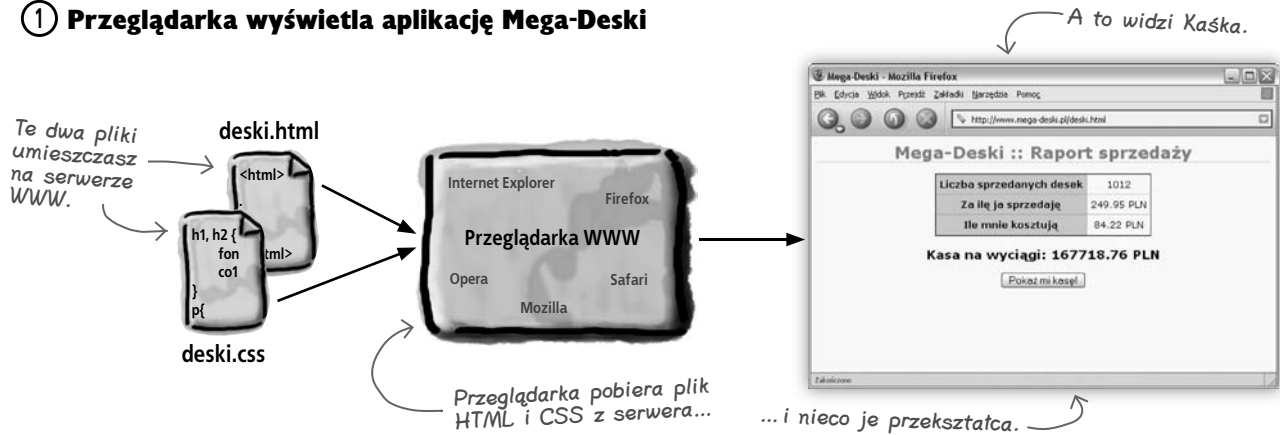 1 Przeglądarka wyświetla aplikację Mega-Deski
A to widzi Kaśka.
Te dwa pliki
umieszczasz
na serwerze
WWW.
deski.html
<html>
.
tml>
h1, h2 {
fon
co1
}
p{
deski.css
Internet Explorer
Firefox
Przeglądarka WWW
Opera
Safari
Mozilla
Przeglądarka pobiera plik
HTML i CSS z serwera...
Mega-Deski - Mozilla Firefox
Plik Edycja Widok Przejdź Zakładki Narzędzia Pomoc
http://www.mega-deski.pl/deski.html
Mega-Deski :: Raport sprzedaży
Liczba sprzedanych desek 1012
Za ilę ja sprzedaję 249.95 PLN
Ile mnie kosztują 84.22 PLN
Kasa na wyciągi: 167718.76 PLN
Pokaż mi kasę!
Zakończono
...i nieco je przekształca.